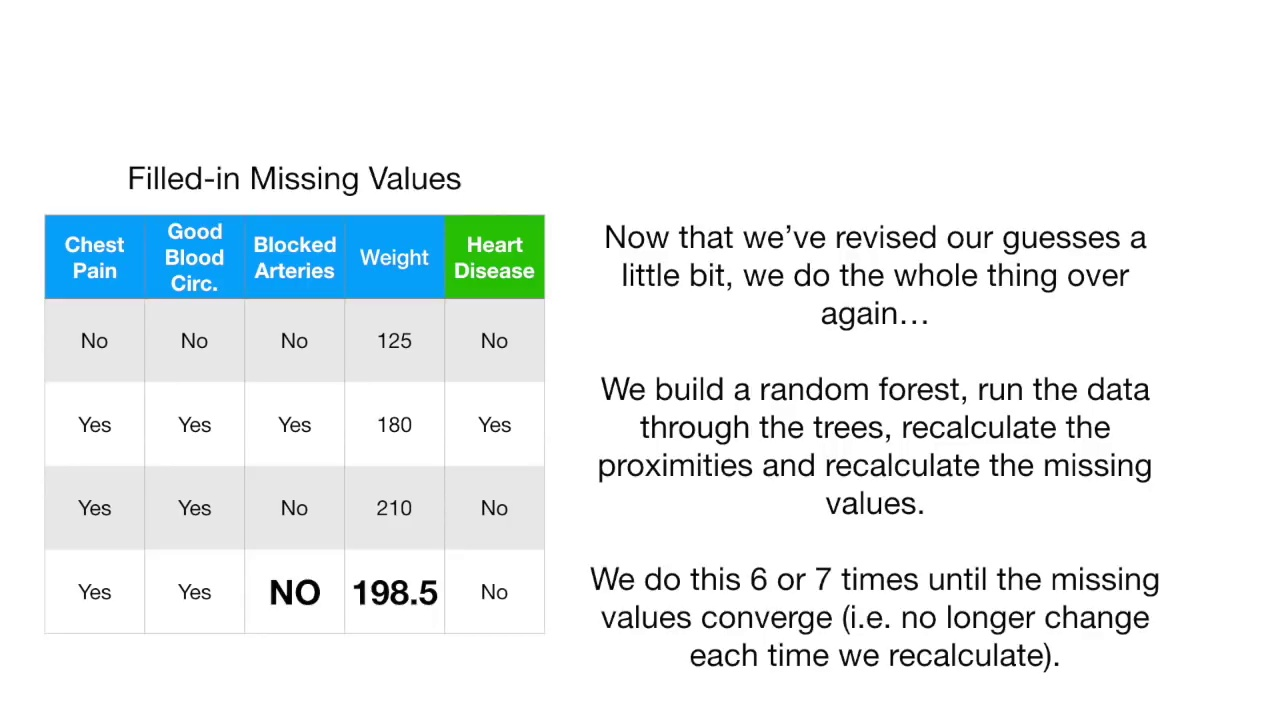 Filled-in Missing Values
Chest Pain Good Blood Circ. Blocked Arteries Weight Heart Disease
No No No 125 No
Yes Yes Yes 180 Yes
Yes Yes No 210 No
Yes Yes NO 198.5 No
Now that we’ve revised our guesses a
little bit, we do the whole thing over
again…
We build a random forest, run the data
through the trees, recalculate the
proximities and recalculate the missing
values.
We do this 6 or 7 times until the missing
values converge (i.e. no longer change
each time we recalculate).